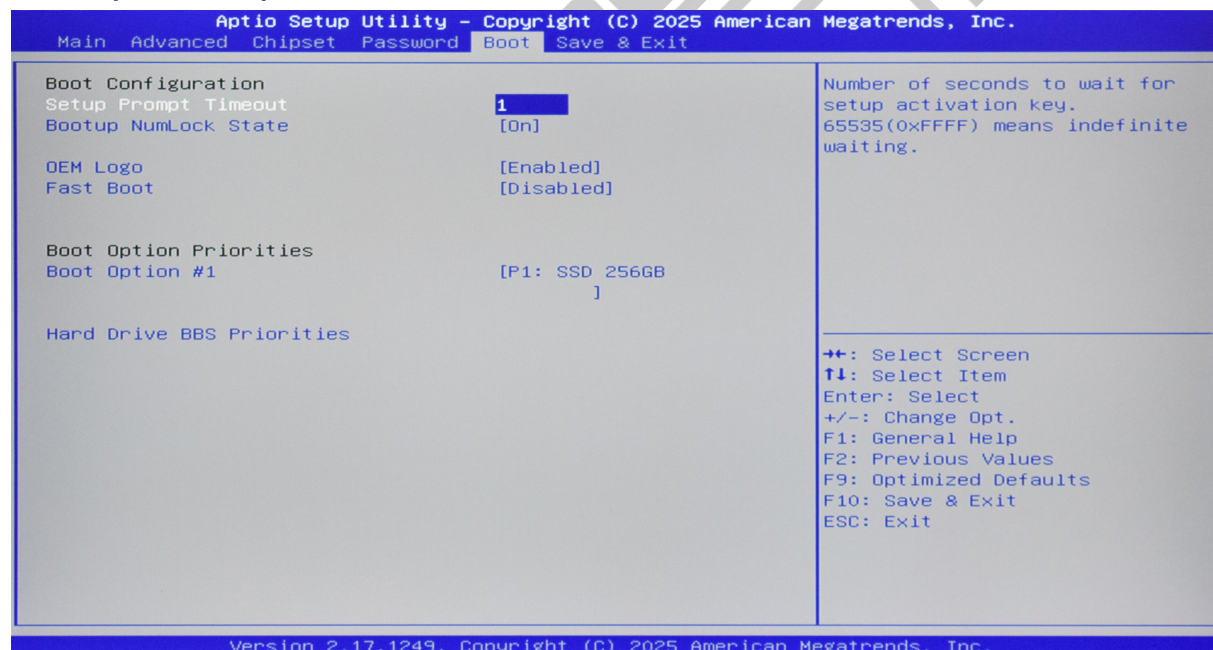 Aptio Setup Utility – Copyright (C) 2025 American Megatrends, Inc.
Main Advanced Chipset Password Boot Save & Exit
Boot Configuration
Setup Prompt Timeout 1
Bootup NumLock State [On]
OEM Logo [Enabled]
Fast Boot [Disabled]
Boot Option Priorities
Boot Option #1 [P1: SSD 256GB
]
Hard Drive BBS Priorities
Number of seconds to wait for
setup activation key.
65535(0xFFFF) means indefinite
waiting.
→←: Select Screen
↑↓: Select Item
Enter: Select
+/-: Change Opt.
F1: General Help
F2: Previous Values
F9: Optimized Defaults
F10: Save & Exit
ESC: Exit
Version 2.17.1249. Copyright (C) 2025 American Megatrends, Inc.